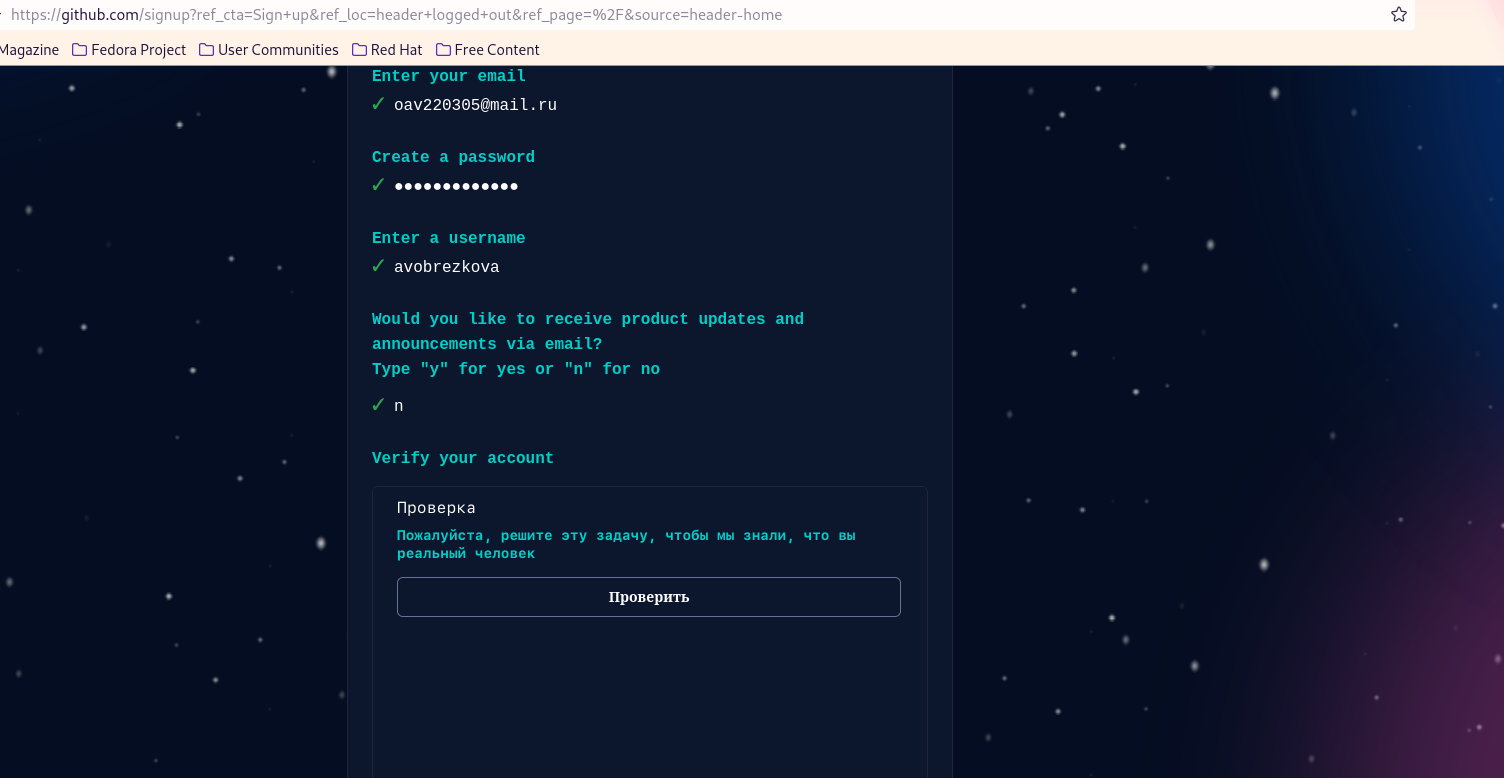 https://github.com/signup?ref_cta=Sign+up&ref_loc=header+logged+out&ref_page=%2F&source=header-home
Magazine Fedora Project User Communities Red Hat Free Content
Enter your email
✓ oav220305@mail.ru
Create a password
✓ ●●●●●●●●●●●●●
Enter a username
✓ avobrezkova
Would you like to receive product updates and
announcements via email?
Type "y" for yes or "n" for no
✓ n
Verify your account
Проверка
Пожалуйста, решите эту задачу, чтобы мы знали, что вы
реальный человек
Проверить